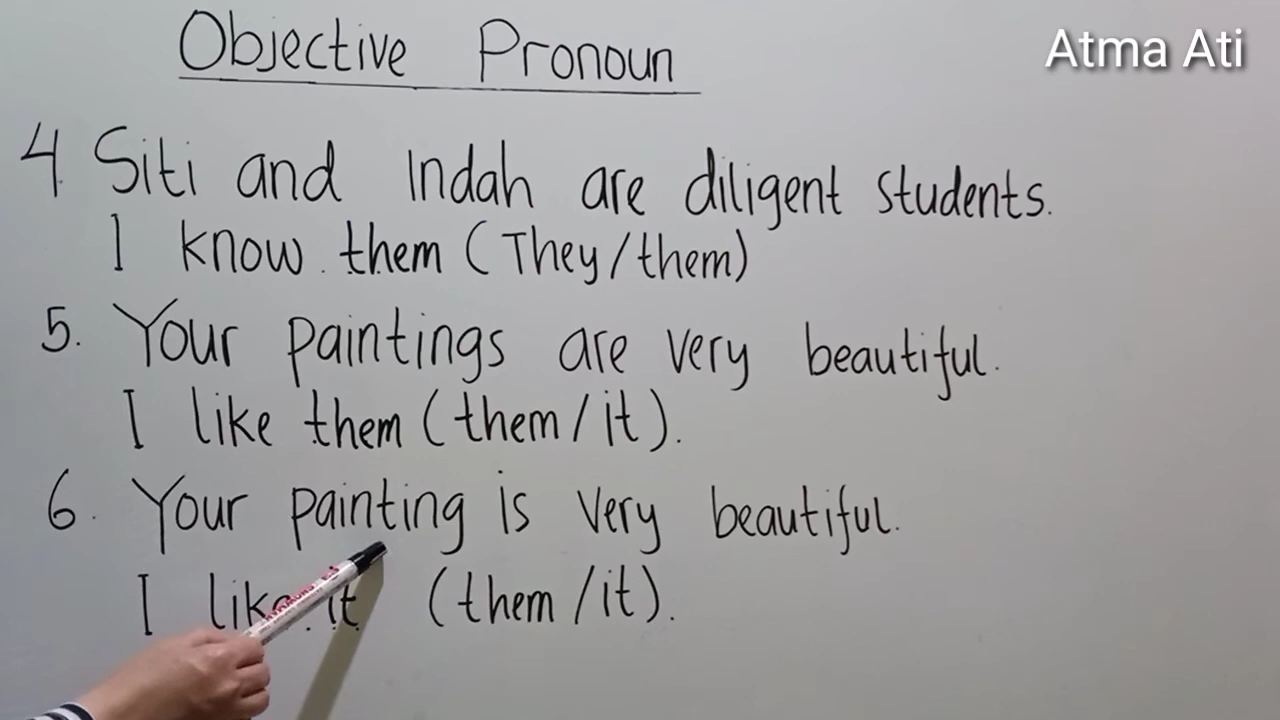 Objective Pronoun
Atma Ati
4. Siti and Indah are diligent students.
I know them (They/them)
5. Your paintings are very beautiful.
I like them (them/it).
6. Your painting is very beautiful.
I like it (them/it).